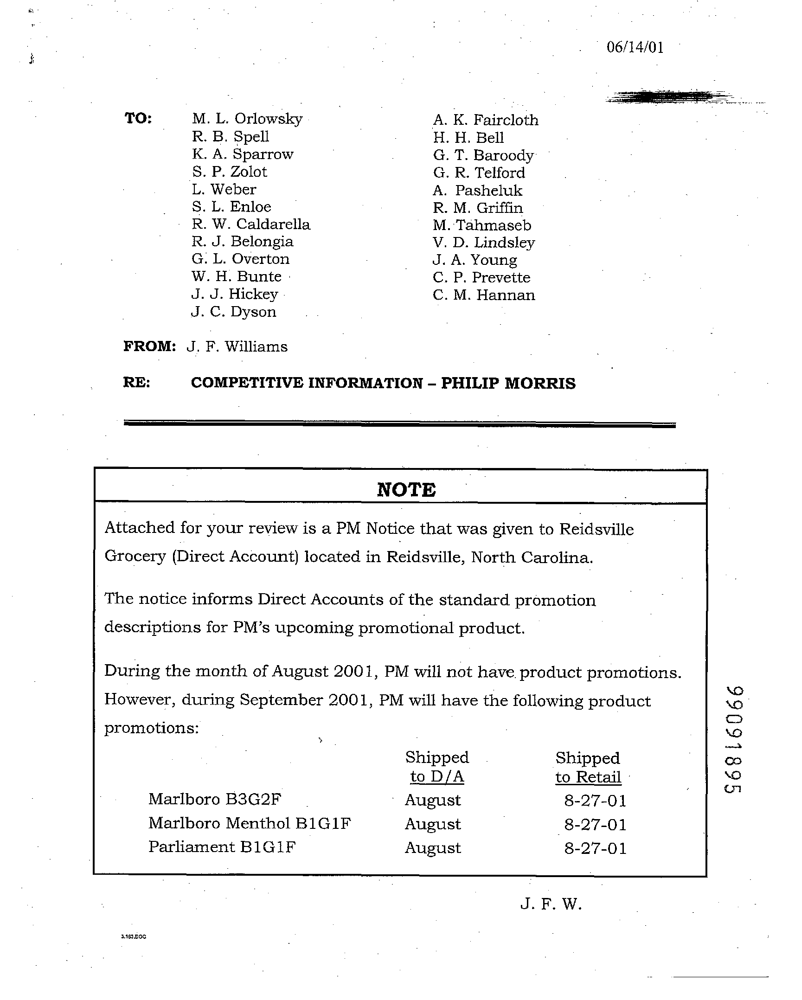 06/14/01
TO: M. L. Orlowsky A. K. Faircloth
R. B. Spell H. H. Bell
K. A. Sparrow G. T. Baroody
S. P. Zolot G. R. Telford
L. Weber A. Pasheluk
S. L. Enloe R. M. Griffin
R. W. Caldarella M. Tahmaseb
R. J. Belongia V. D. Lindsley
G. L. Overton J. A. Young
W. H. Bunte C. P. Prevette
J. J. Hickey C. M. Hannan
J. C. Dyson
FROM: J. F. Williams
RE: COMPETITIVE INFORMATION – PHILIP MORRIS
NOTE
Attached for your review is a PM Notice that was given to Reidsville
Grocery (Direct Account) located in Reidsville, North Carolina.
The notice informs Direct Accounts of the standard promotion
descriptions for PM's upcoming promotional product.
During the month of August 2001, PM will not have product promotions.
However, during September 2001, PM will have the following product
promotions:
Shipped Shipped
to D/A to Retail
Marlboro B3G2F August 8-27-01
Marlboro Menthol B1G1F August 8-27-01
Parliament B1G1F August 8-27-01
J. F. W.
3.163.DOC
99091895